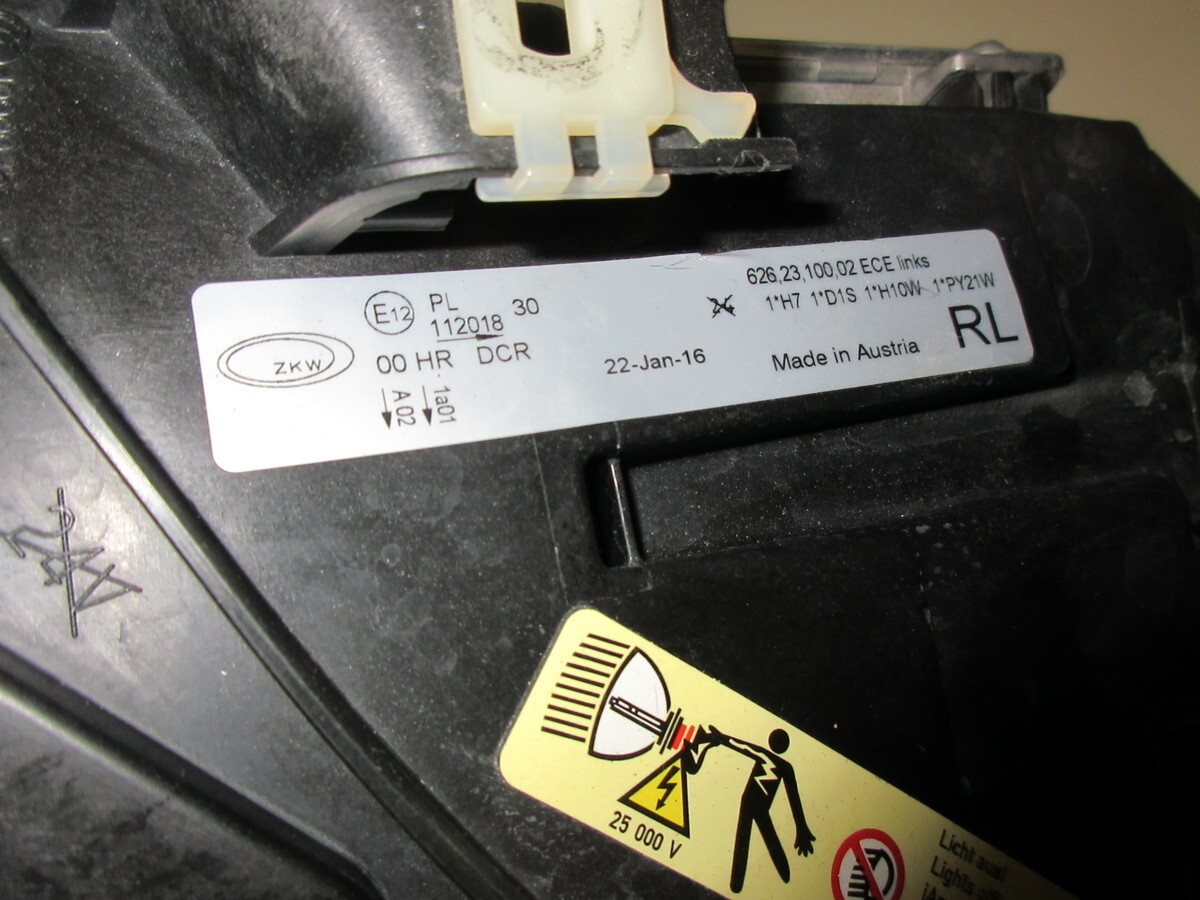 ZKW
E12
PL
112018 30
00 HR DCR
A 02
1a01
22-Jan-16
626,23,100,02 ECE links
1*H7 1*D1S 1*H10W 1*PY21W
Made in Austria
RL
25 000 V
Licht aus!
Lights